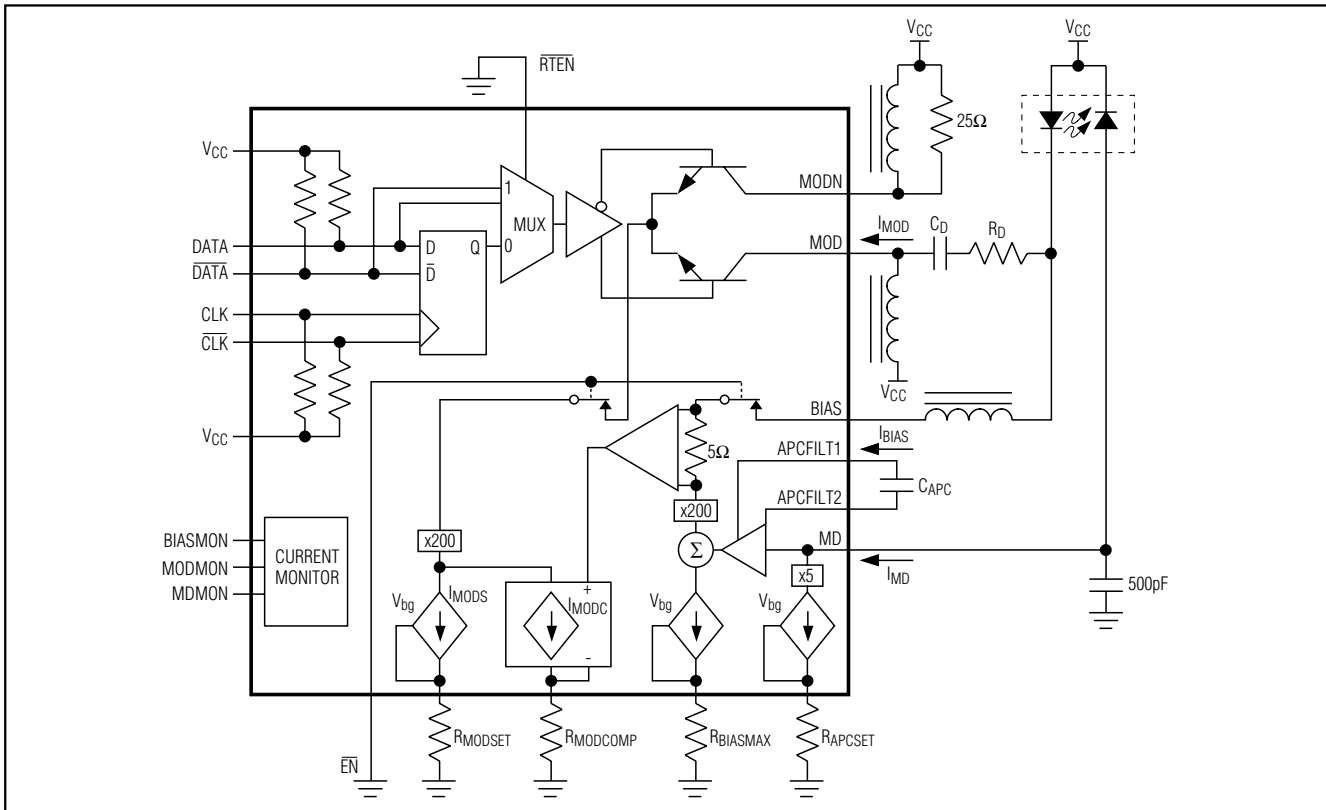 VCC
VCC
RTEN
25Ω
VCC
MODN
1
MUX
IMOD
CD
RD
DATA
D
Q
0
MOD
DATA
D
CLK
CLK
VCC
BIAS
IBIAS
5Ω
APCFILT1
VCC
CAPC
APCFILT2
x200
x200
MD
BIASMON
CURRENT
MONITOR
Σ
IMD
MODMON
x5
MDMON
500pF
Vbg
IMODS
+
IMODC
-
Vbg
Vbg
RMODSET
RMODCOMP
RBIASMAX
RAPCSET
EN